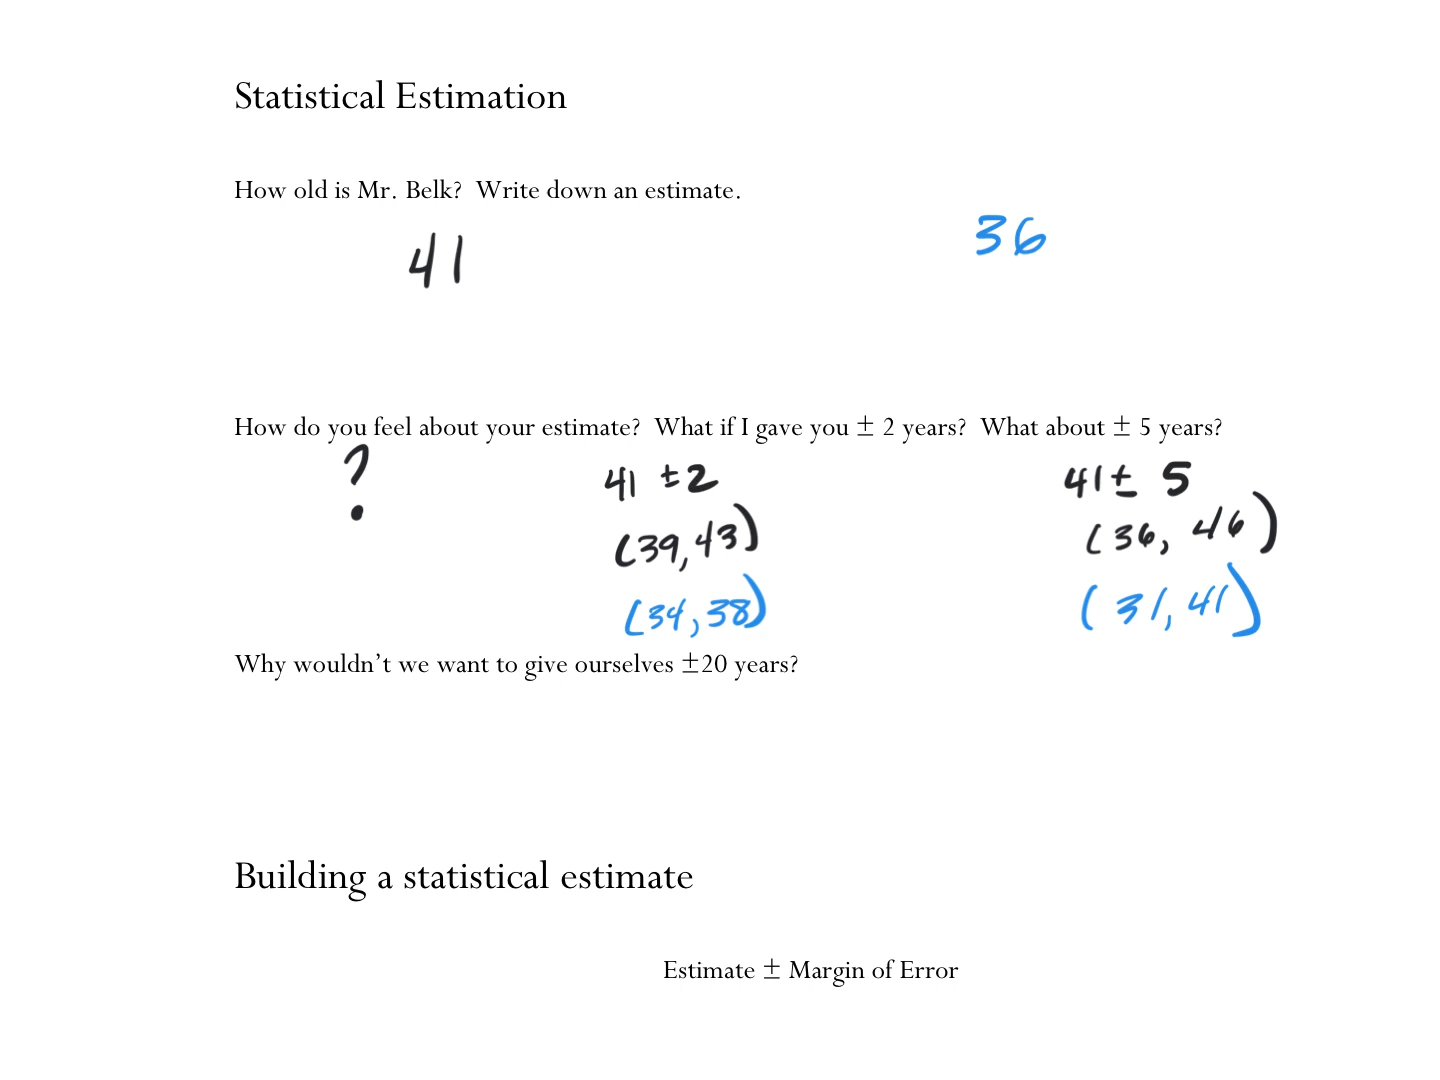 Statistical Estimation
How old is Mr. Belk? Write down an estimate.
41 36
How do you feel about your estimate? What if I gave you ± 2 years? What about ± 5 years?
? 41 ±2 41± 5
(39,43) (36, 46)
(34,38) (31,41)
Why wouldn’t we want to give ourselves ±20 years?
Building a statistical estimate
Estimate ± Margin of Error